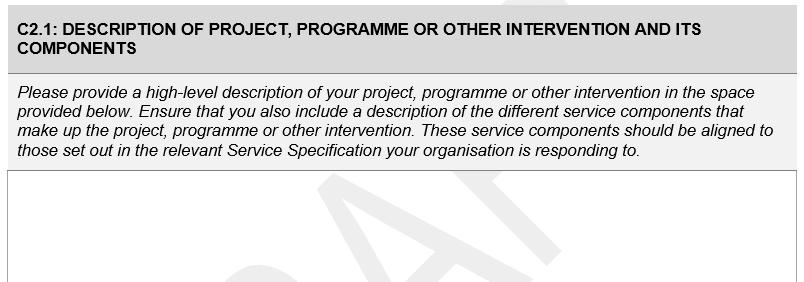 C2.1: DESCRIPTION OF PROJECT, PROGRAMME OR OTHER INTERVENTION AND ITS
COMPONENTS
Please provide a high-level description of your project, programme or other intervention in the space
provided below. Ensure that you also include a description of the different service components that
make up the project, programme or other intervention. These service components should be aligned to
those set out in the relevant Service Specification your organisation is responding to.